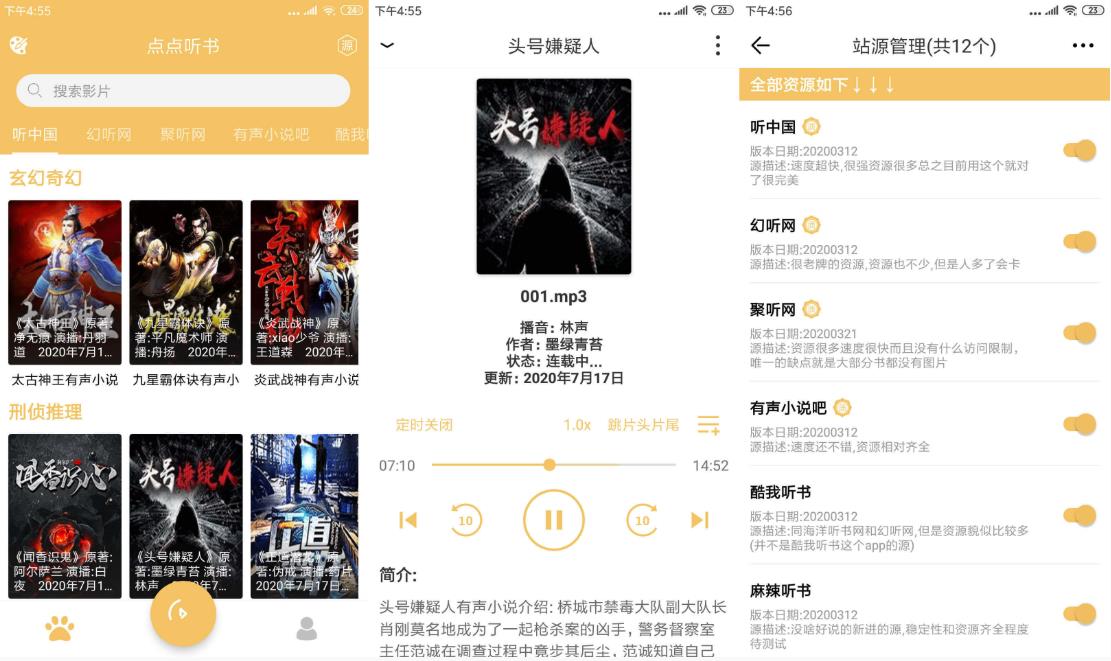 下午4:55
24
点点听书
源
搜索影片
听中国 幻听网 聚听网 有声小说吧 酷我
玄幻奇幻
《太古神王》原著:净无痕 演播:丹羽道 2020年7月1...
太古神王有声小说
九星霸体诀
《九星霸体诀》原著:平凡魔术师 演播:舟扬 2020年...
九星霸体诀有声小
炎武战神
《炎武战神》原著:xiao少爷 演播:王道森 2020年...
炎武战神有声小说
刑侦推理
闻香识心
《闻香识鬼》原著:阿尔萨兰 演播:白夜 2020年7月1...
头号嫌疑人
《头号嫌疑人》原著:墨绿青苔 演播:林声
正道
2020年7月17日...
下午4:55
23
头号嫌疑人
头号嫌疑人
001.mp3
播音: 林声
作者: 墨绿青苔
状态: 连载中...
更新: 2020年7月17日
定时关闭 1.0x 跳片头片尾
07:10 14:52
10 10
简介:
头号嫌疑人有声小说介绍: 桥城市禁毒大队副大队长
肖刚莫名地成为了一起枪杀案的凶手，警务督察室
主任范诚在调查过程中竟步其后尘，范诚知道自己
下午4:56
23
站源管理(共12个)
全部资源如下↓↓↓
听中国
版本日期:20200312
源描述:速度超快,很强资源很多总之目前用这个就对
了很完美
幻听网
版本日期:20200312
源描述:很老牌的资源,资源也不少,但是人多了会卡
聚听网
版本日期:20200321
源描述:资源很多速度很快而且没有什么访问限制，
唯一的缺点就是大部分书都没有图片
有声小说吧
版本日期:20200312
源描述:速度还不错,资源相对齐全
酷我听书
版本日期:20200312
源描述:同海洋听书网和幻听网,但是资源貌似比较多
(并不是酷我听书这个app的源)
麻辣听书
版本日期:20200312
源描述:没啥好说的新进的源,稳定性和资源齐全程度
待测试